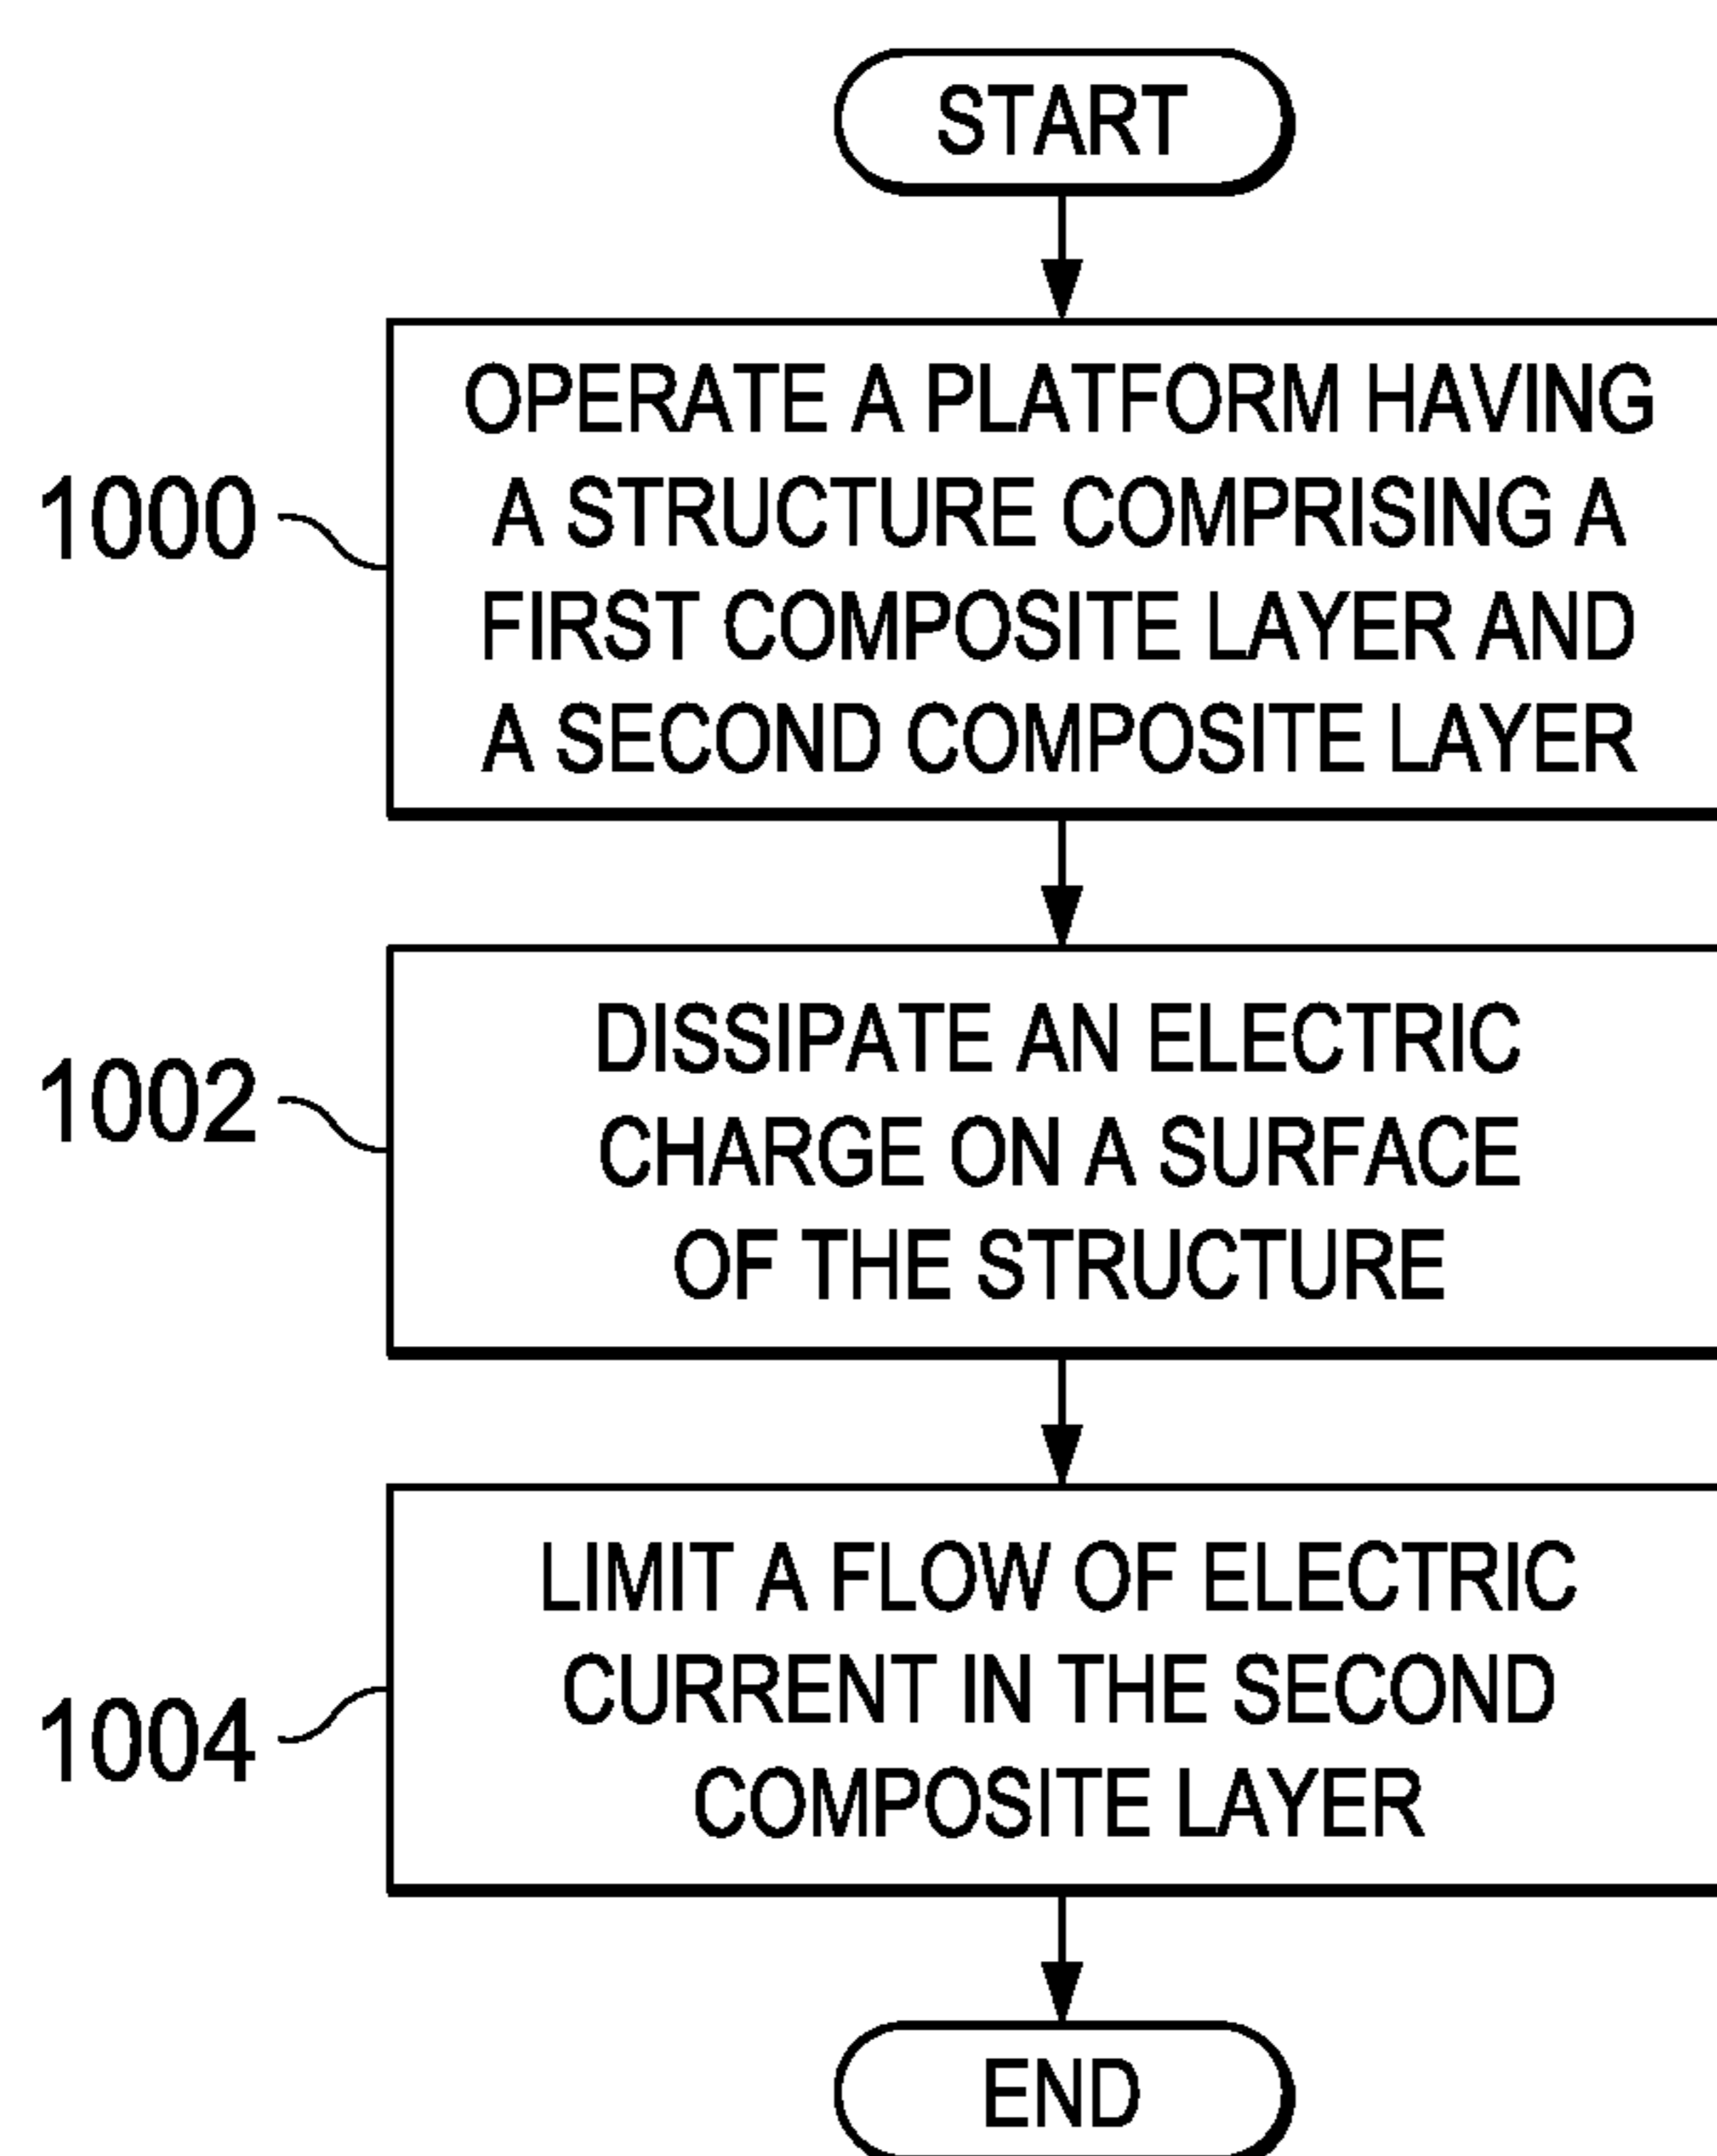 START
1000
OPERATE A PLATFORM HAVING
A STRUCTURE COMPRISING A
FIRST COMPOSITE LAYER AND
A SECOND COMPOSITE LAYER
1002
DISSIPATE AN ELECTRIC
CHARGE ON A SURFACE
OF THE STRUCTURE
1004
LIMIT A FLOW OF ELECTRIC
CURRENT IN THE SECOND
COMPOSITE LAYER
END